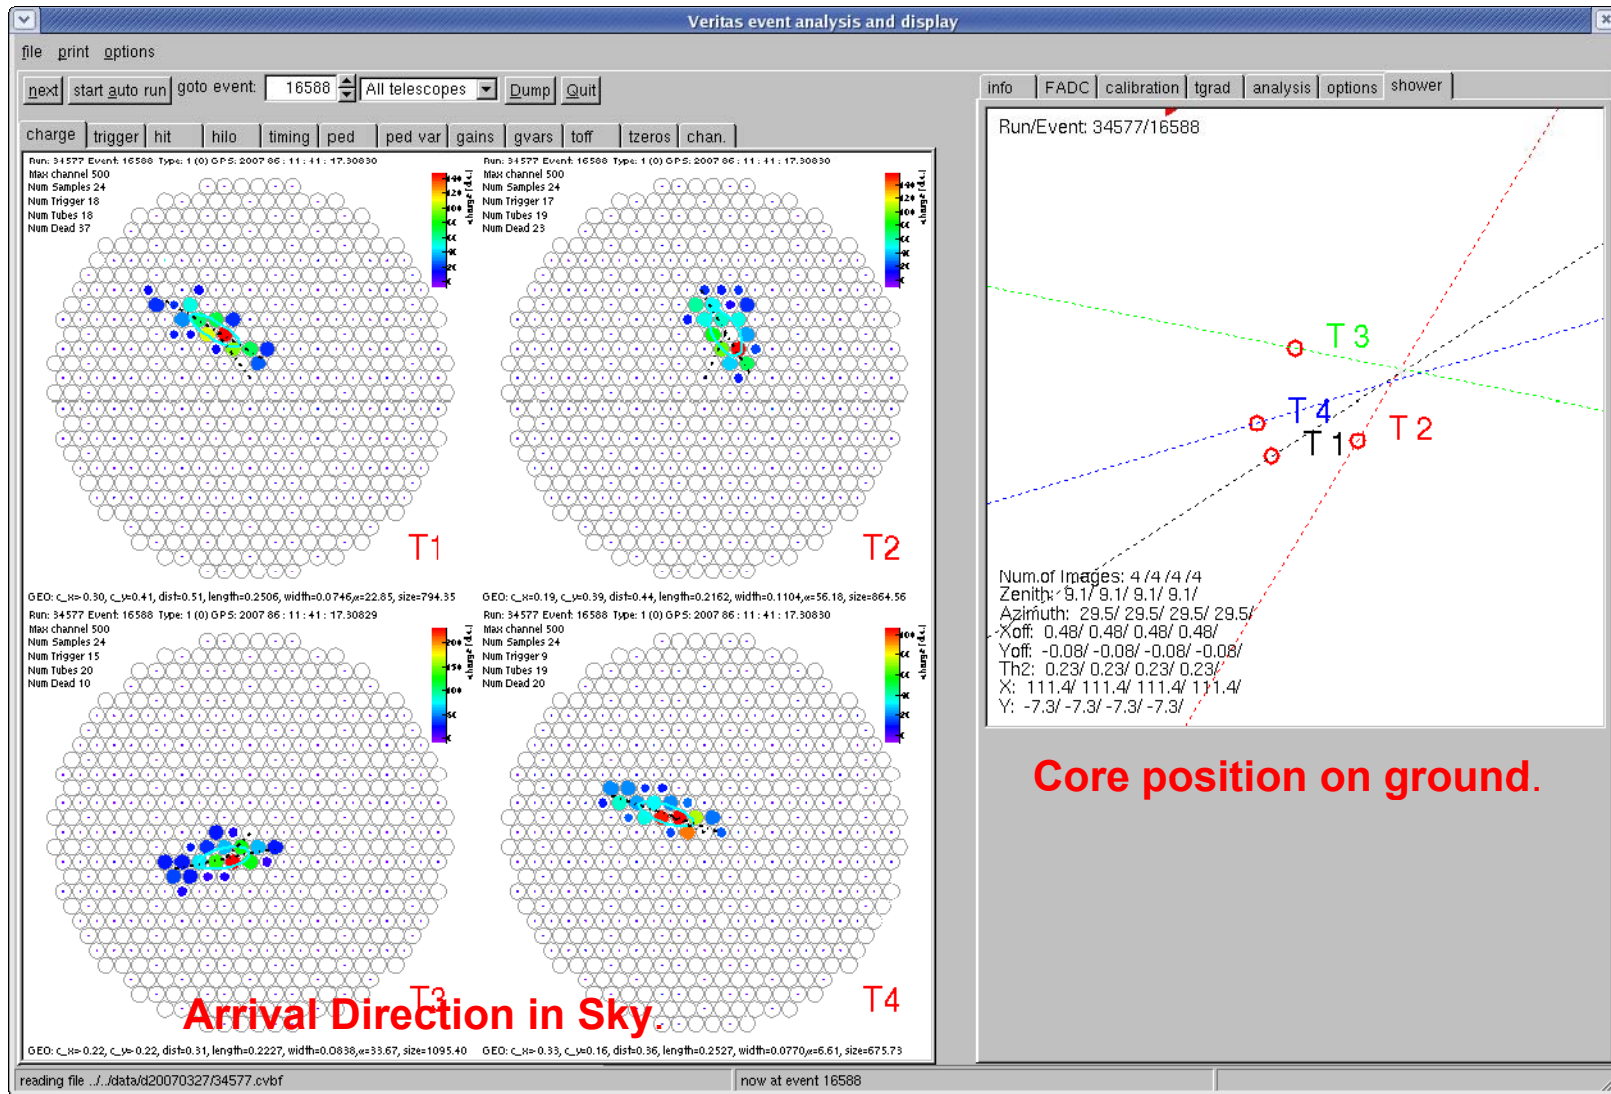 Veritas event analysis and display
file print options
next start auto run goto event: 16588 All telescopes Dump Quit
charge trigger hit hilo timing ped ped var gains gvars toff tzeros chan.
info FADC calibration tgrad analysis options shower
Run: 34577 Event: 16588 Type: 1 (0) GPS: 2007 86 : 11 : 41 : 17.30830
Max channel 500
Num Samples 24
Num Trigger 18
Num Tubes 18
Num Dead 37
T1
GEO: c_x=-0.30, c_y=0.41, dist=0.51, length=0.2506, width=0.0746,α=22.85, size=794.35
Run: 34577 Event: 16588 Type: 1 (0) GPS: 2007 86 : 11 : 41 : 17.30830
Max channel 500
Num Samples 24
Num Trigger 17
Num Tubes 19
Num Dead 23
T2
GEO: c_x=0.19, c_y=0.39, dist=0.44, length=0.2162, width=0.1104,α=56.18, size=864.56
Run: 34577 Event: 16588 Type: 1 (0) GPS: 2007 86 : 11 : 41 : 17.30829
Max channel 500
Num Samples 24
Num Trigger 15
Num Tubes 20
Num Dead 10
T3
GEO: c_x=-0.22, c_y=-0.22, dist=0.31, length=0.2227, width=0.0838,α=33.67, size=1095.40
Run: 34577 Event: 16588 Type: 1 (0) GPS: 2007 86 : 11 : 41 : 17.30830
Max channel 500
Num Samples 24
Num Trigger 9
Num Tubes 19
Num Dead 20
T4
GEO: c_x=-0.33, c_y=0.16, dist=0.36, length=0.2527, width=0.0770,α=6.61, size=675.73
Arrival Direction in Sky.
Run/Event: 34577/16588
T 3
T 4
T 1
T 2
Num.of Images: 4 /4 /4 /4
Zenith: 9.1/ 9.1/ 9.1/ 9.1/
Azimuth: 29.5/ 29.5/ 29.5/ 29.5/
Xoff: 0.48/ 0.48/ 0.48/ 0.48/
Yoff: -0.08/ -0.08/ -0.08/ -0.08/
Th2: 0.23/ 0.23/ 0.23/ 0.23/
X: 111.4/ 111.4/ 111.4/ 111.4/
Y: -7.3/ -7.3/ -7.3/ -7.3/
Core position on ground.
reading file ../../data/d20070327/34577.cvbf
now at event 16588